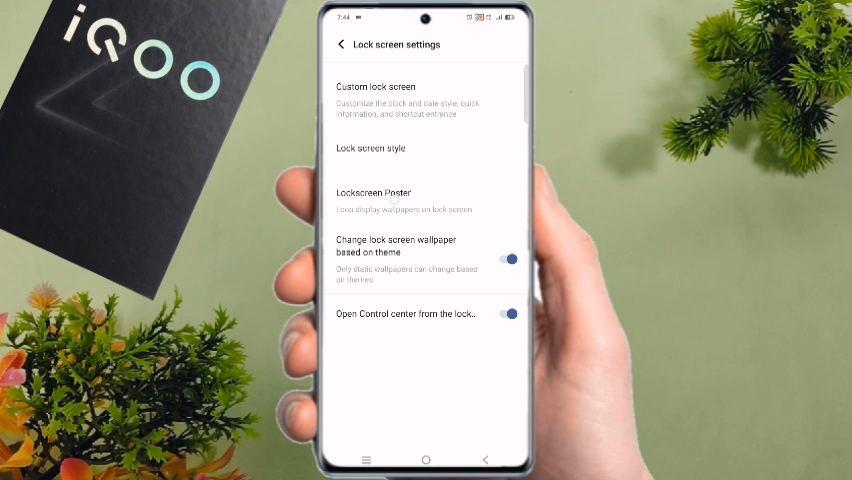 iQOO
7:44
Lock screen settings
Custom lock screen
Customize the clock and date style, quick
information, and shortcut entrance
Lock screen style
Lockscreen Poster
Loop display wallpapers on lock screen
Change lock screen wallpaper
based on theme
Only static wallpapers can change based
on themes
Open Control center from the lock..